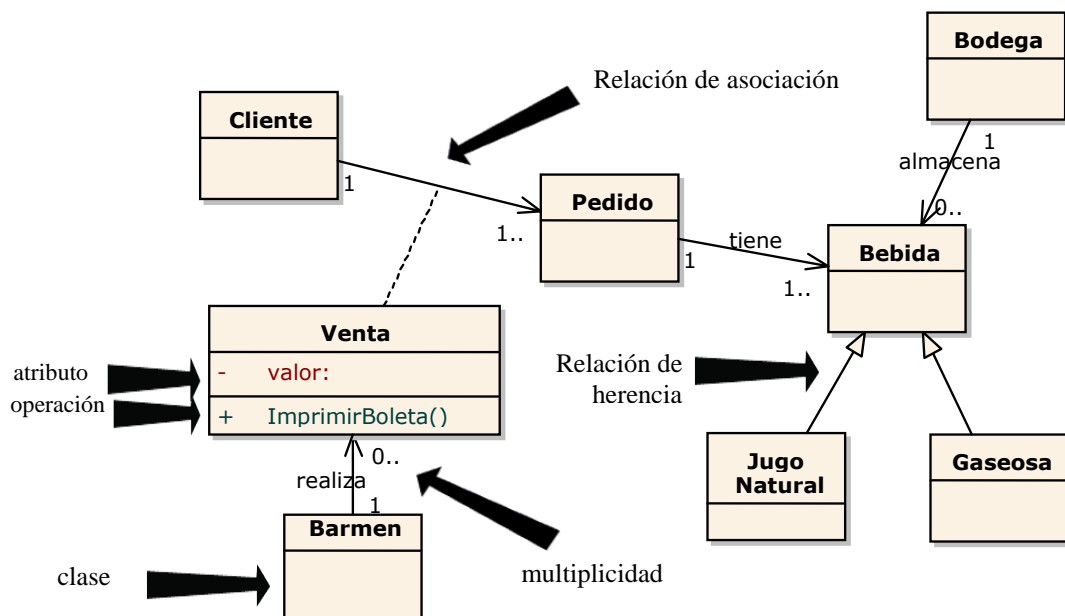 Bodega
Relación de asociación
Cliente
1
almacena
1
Pedido
1..
0..
tiene
1
Bebida
1..
Venta
- valor:
+ ImprimirBoleta()
atributo
operación
Relación de
herencia
0..
realiza
1
Jugo
Natural
Gaseosa
Barmen
clase
multiplicidad